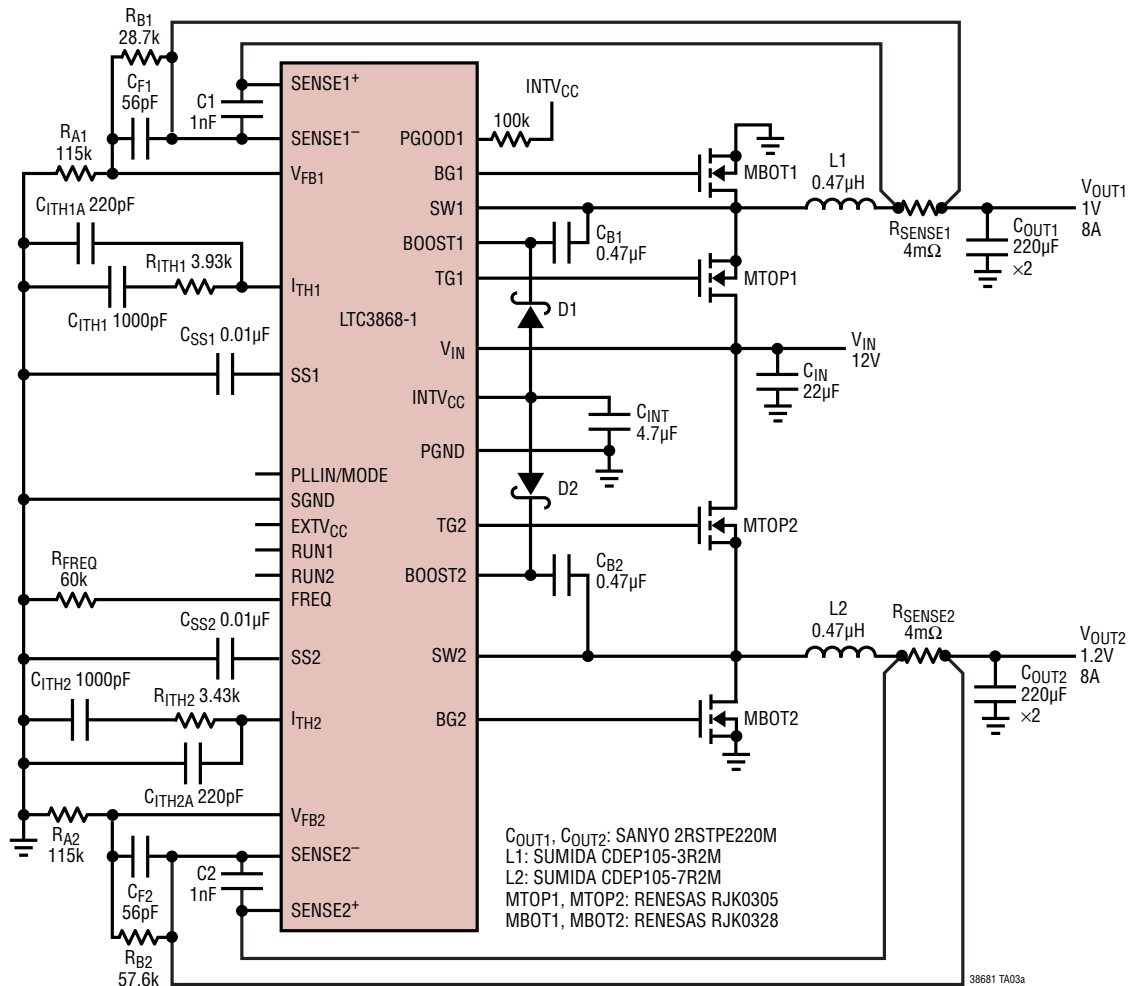 RB1
28.7k
CF1
56pF
C1
1nF
RA1
115k
CITH1A 220pF
RITH1 3.93k
CITH1 1000pF
CSS1 0.01µF
RFREQ
60k
CSS2 0.01µF
CITH2 1000pF
RITH2 3.43k
CITH2A 220pF
RA2
115k
CF2
56pF
C2
1nF
RB2
57.6k
SENSE1+
SENSE1−
VFB1
ITH1
LTC3868-1
SS1
PLLIN/MODE
SGND
EXTVCC
RUN1
RUN2
FREQ
SS2
ITH2
VFB2
SENSE2−
SENSE2+
PGOOD1
BG1
SW1
BOOST1
TG1
VIN
INTVCC
PGND
TG2
BOOST2
SW2
BG2
INTVCC
100k
MBOT1
L1
0.47µH
CB1
0.47µF
MTOP1
D1
RSENSE1
4mΩ
VOUT1
1V
8A
COUT1
220µF
×2
VIN
12V
CIN
22µF
CINT
4.7µF
D2
MTOP2
CB2
0.47µF
L2
0.47µH
RSENSE2
4mΩ
VOUT2
1.2V
8A
COUT2
220µF
×2
MBOT2
COUT1, COUT2: SANYO 2RSTPE220M
L1: SUMIDA CDEP105-3R2M
L2: SUMIDA CDEP105-7R2M
MTOP1, MTOP2: RENESAS RJK0305
MBOT1, MBOT2: RENESAS RJK0328
38681 TA03a